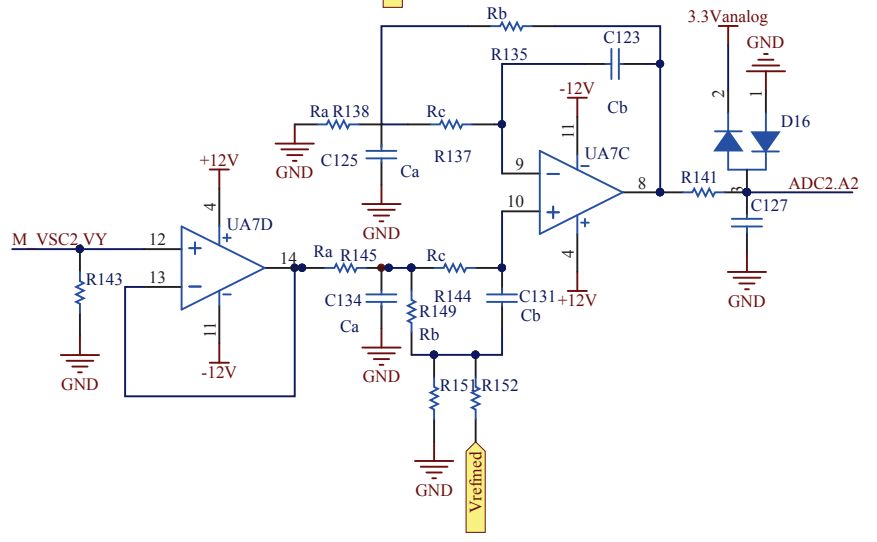 Rb
3.3Vanalog
C123
GND
R135
-12V
2
1
Ra R138
Rc
11
Cb
D16
UA7C
C125
Ca
R137
9
GND
+12V
10
8
R141
3
ADC2.A2
C127
4
UA7D
GND
M_VSC2.VY
12
14
Ra R145
Rc
4
GND
13
R143
C134
R144
C131
+12V
R149
Cb
Ca
Rb
11
GND
-12V
GND
R151
R152
GND
Vrefmed